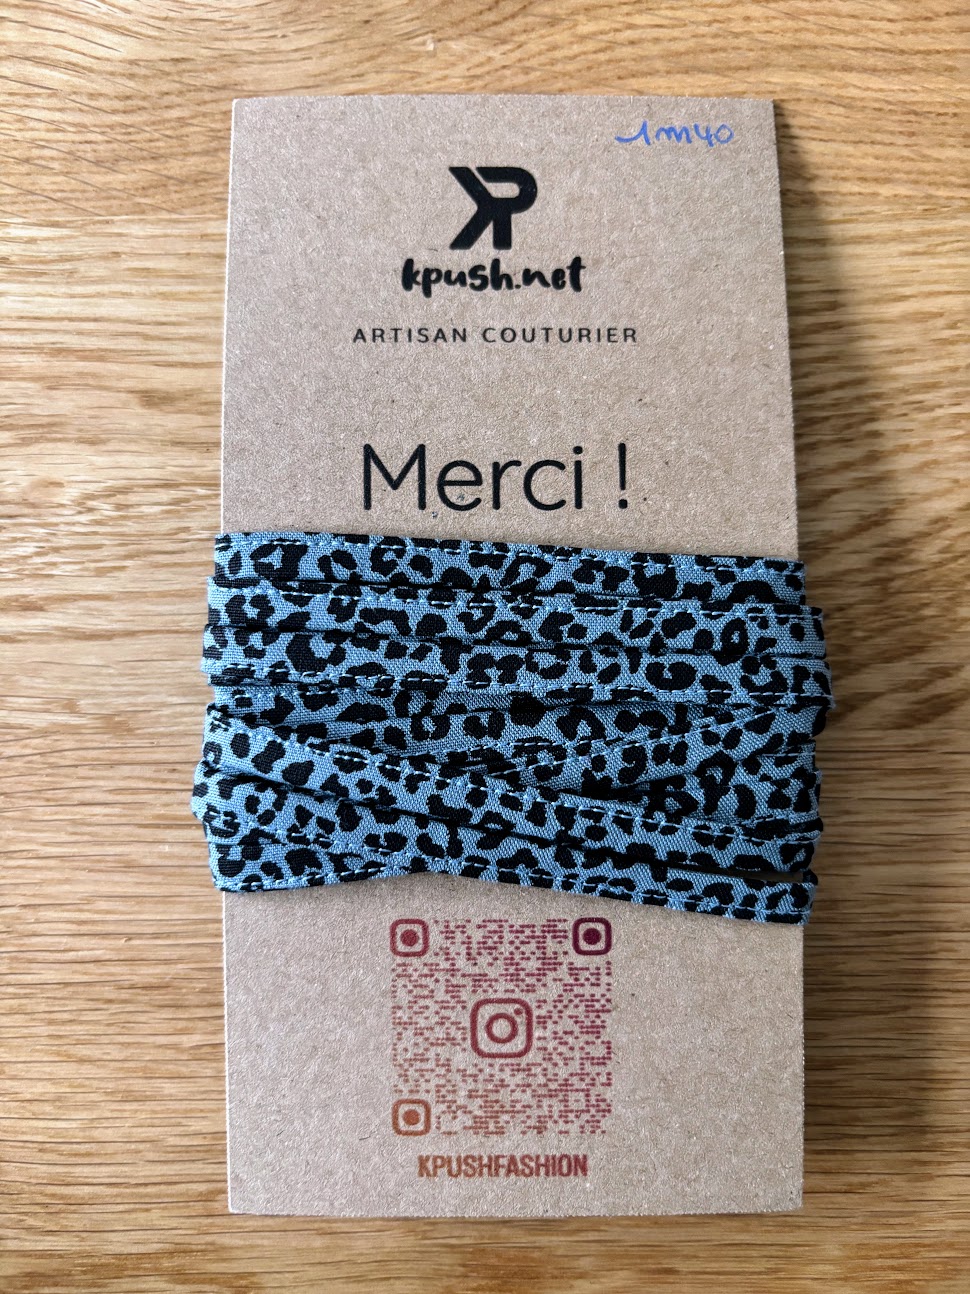 1m40
kpush.net
ARTISAN COUTURIER
Merci !
KPUSHFASHION